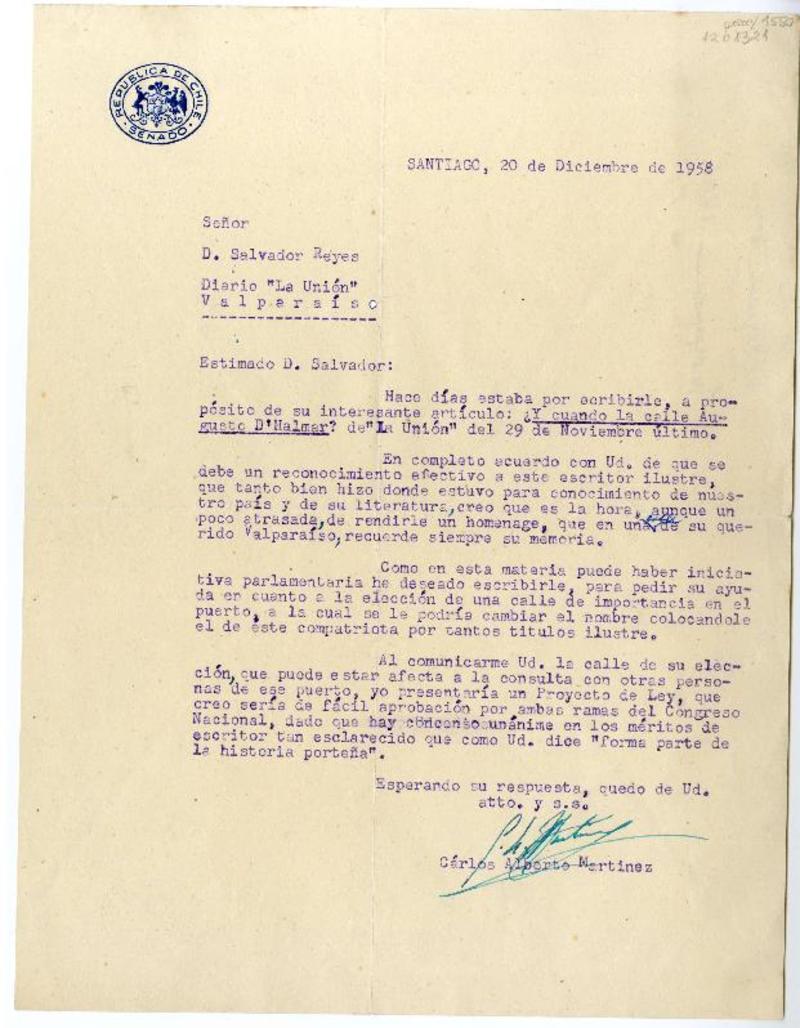 1201321
REPUBLICA DE CHILE
SENADO
SANTIAGO, 20 de Diciembre de 1958
Señor
D. Salvador Reyes
Diario "La Unión"
V a l p a r a í s o
Estimado D. Salvador:
Hace días estaba por ecribirle, a pro-
pósito de su interesante artículo: ¿Y cuando la calle Au-
gusto D'Halmar? de"La Unión" del 29 de Noviembre último.
En completo acuerdo con Ud. de que se
debe un reconocimiento efectivo a este escritor ilustre,
que tanto bien hizo donde estuvo para conocimiento de nues-
tro país y de su literatura,creo que es la hora, aunque un
poco atrasada,de rendirle un homenage, que en una calle de su que-
rido Valparaíso,recuerde siempre su memoria.
Como en esta materia puede haber inicia-
tiva parlamentaria he deseado escribirle, para pedir su ayu-
da en cuanto a la elección de una calle de importancia en el
puerto, a la cual se le podría cambiar el nombre colocandole
el de éste compatriota por tantos titulos ilustre.
Al comunicarme Ud. la calle de su elec-
ción,que puede estar afecta a la consulta con otras perso-
nas de ese puerto, yo presentaría un Proyecto de Ley, que
creo sería de fácil aprobación por ambas ramas del Congreso
Nacional, dado que hay concenso unánime en los méritos de
escritor tan esclarecido que como Ud. dice "forma parte de
la historia porteña".
Esperando su respuesta, quedo de Ud.
atto. y s.s.
Cárlos Alberto Martinez